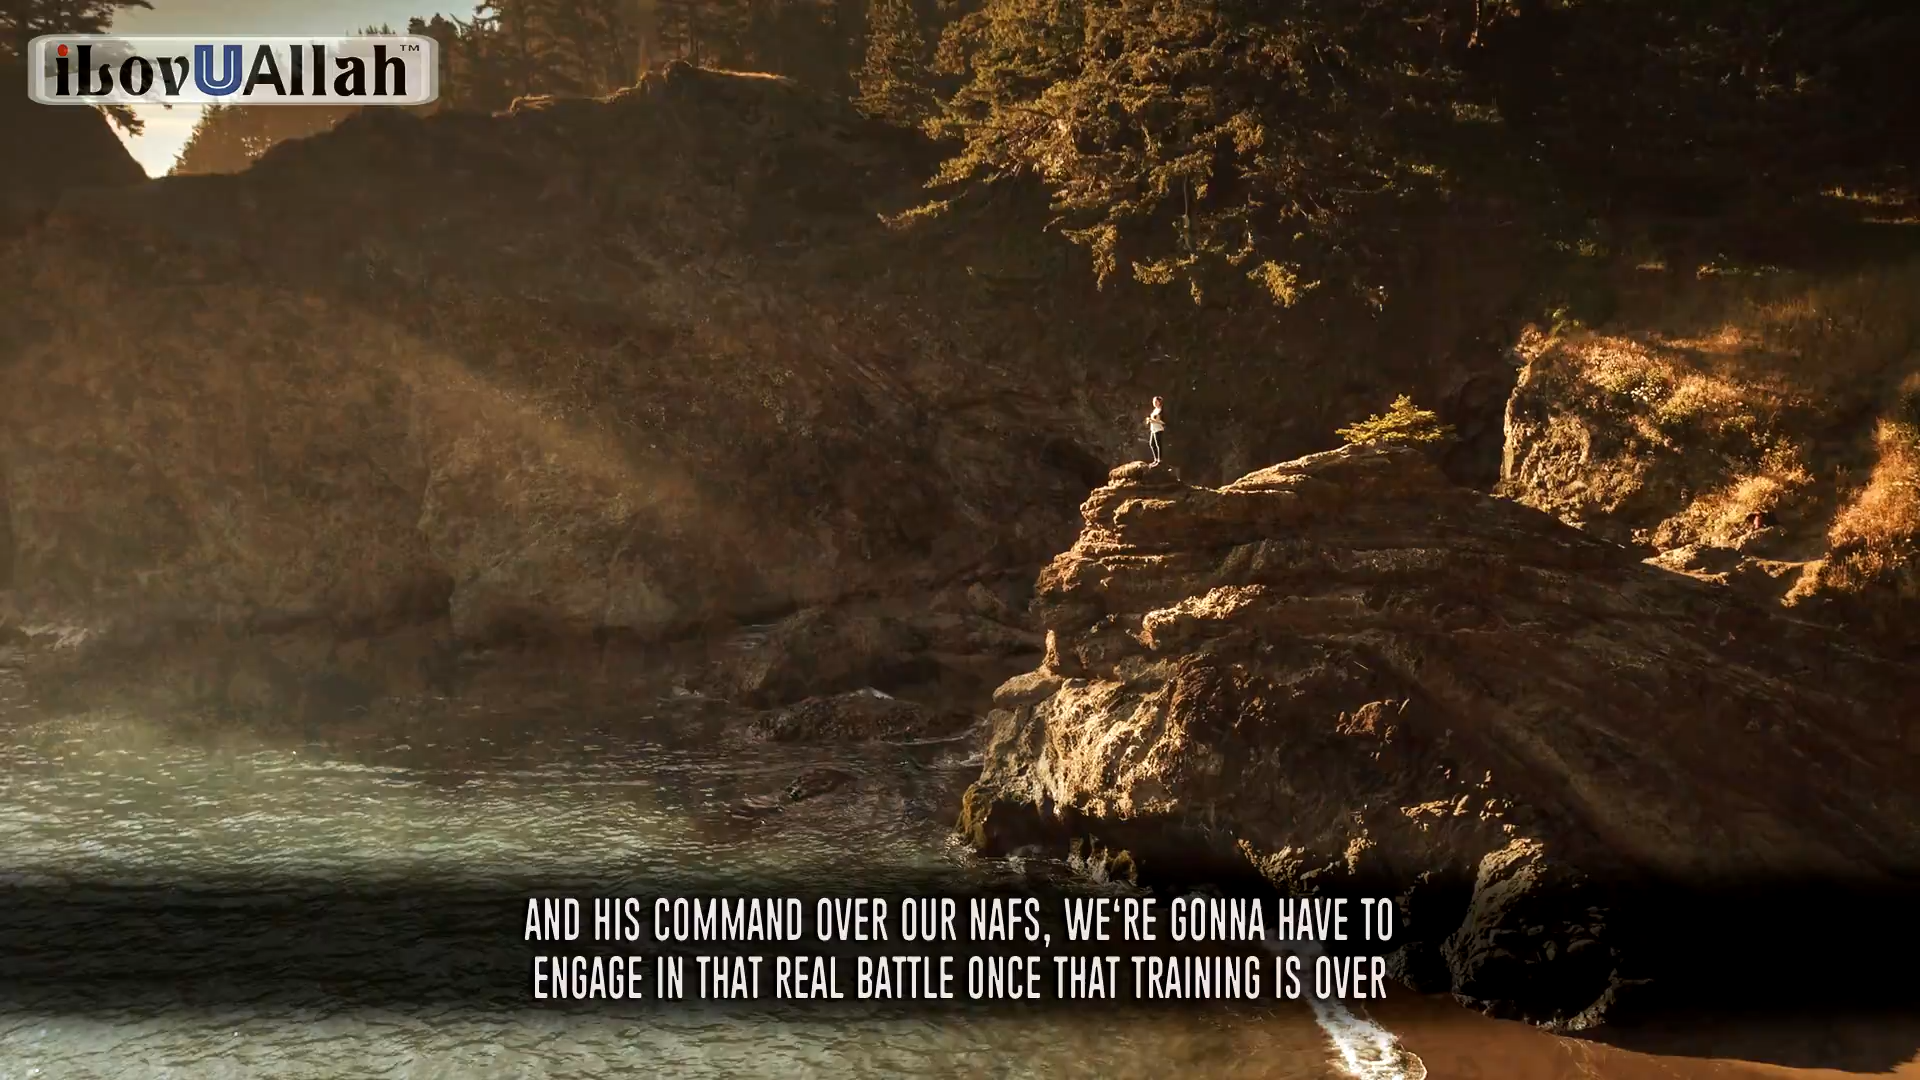 iLovUAllah™
AND HIS COMMAND OVER OUR NAFS, WE'RE GONNA HAVE TO
ENGAGE IN THAT REAL BATTLE ONCE THAT TRAINING IS OVER